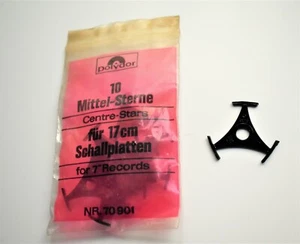 Polydor
10
Mittel-Sterne
Centre-Stars
für 17cm
Schallplatten
for 7" Records
NR. 70 901